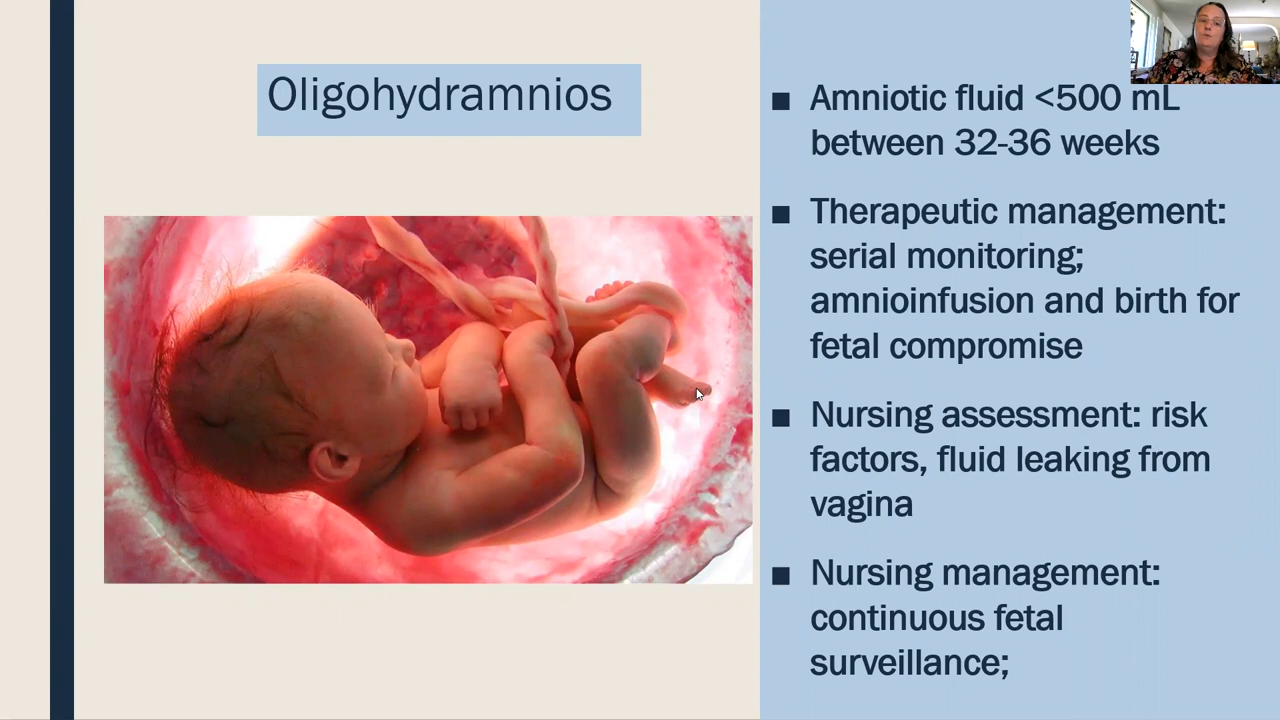 Oligohydramnios
■ Amniotic fluid <500 mL
between 32-36 weeks
■ Therapeutic management:
serial monitoring;
amnioinfusion and birth for
fetal compromise
■ Nursing assessment: risk
factors, fluid leaking from
vagina
■ Nursing management:
continuous fetal
surveillance;